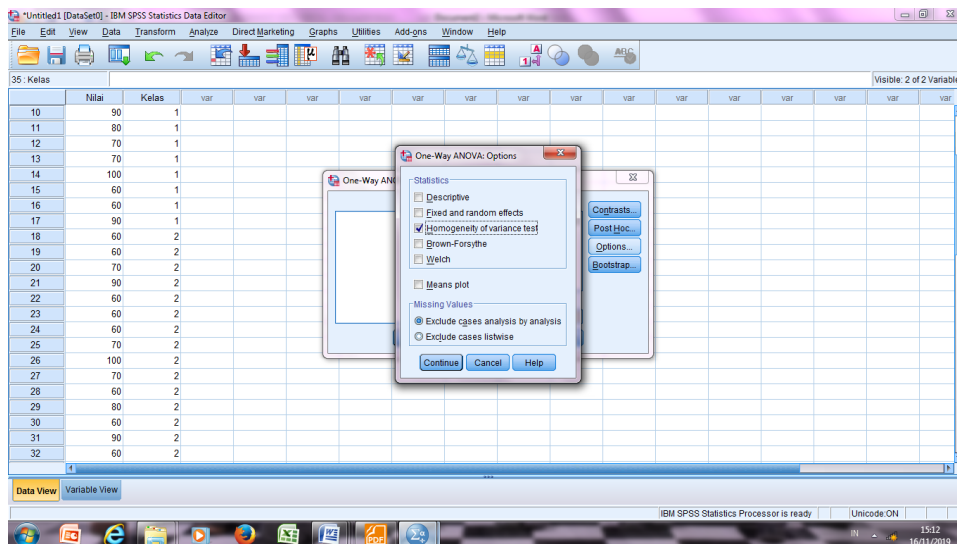 *Untitled1 [DataSet0] - IBM SPSS Statistics Data Editor
File Edit View Data Transform Analyze Direct Marketing Graphs Utilities Add-ons Window Help
35 : Kelas
Visible: 2 of 2 Variable
Nilai Kelas var var var var var var var var var var var var var var
10 90 1
11 80 1
12 70 1
13 70 1
14 100 1
15 60 1
16 60 1
17 90 1
18 60 2
19 60 2
20 70 2
21 90 2
22 60 2
23 60 2
24 60 2
25 70 2
26 100 2
27 70 2
28 60 2
29 80 2
30 60 2
31 90 2
32 60 2
One-Way AN
Contrasts...
Post Hoc...
Options...
Bootstrap...
One-Way ANOVA: Options
Statistics
Descriptive
Fixed and random effects
Homogeneity of variance test
Brown-Forsythe
Welch
Means plot
Missing Values
Exclude cases analysis by analysis
Exclude cases listwise
Continue Cancel Help
Data View Variable View
IBM SPSS Statistics Processor is ready Unicode:ON
PDF
IN 15:12
16/11/2019